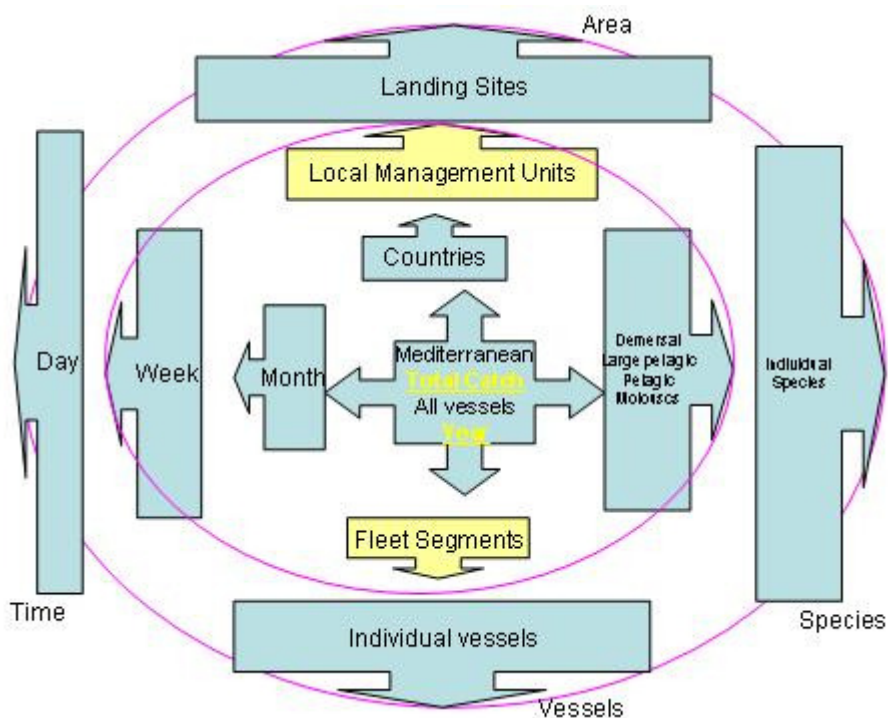 Area
Landing Sites
Local Management Units
Countries
Day
Week
Month
Mediterranean
Total Catch
All vessels
Year
Demersal
Large pelagic
Pelagic
Molouscs
Individual
Species
Fleet Segments
Individual vessels
Time
Species
Vessels